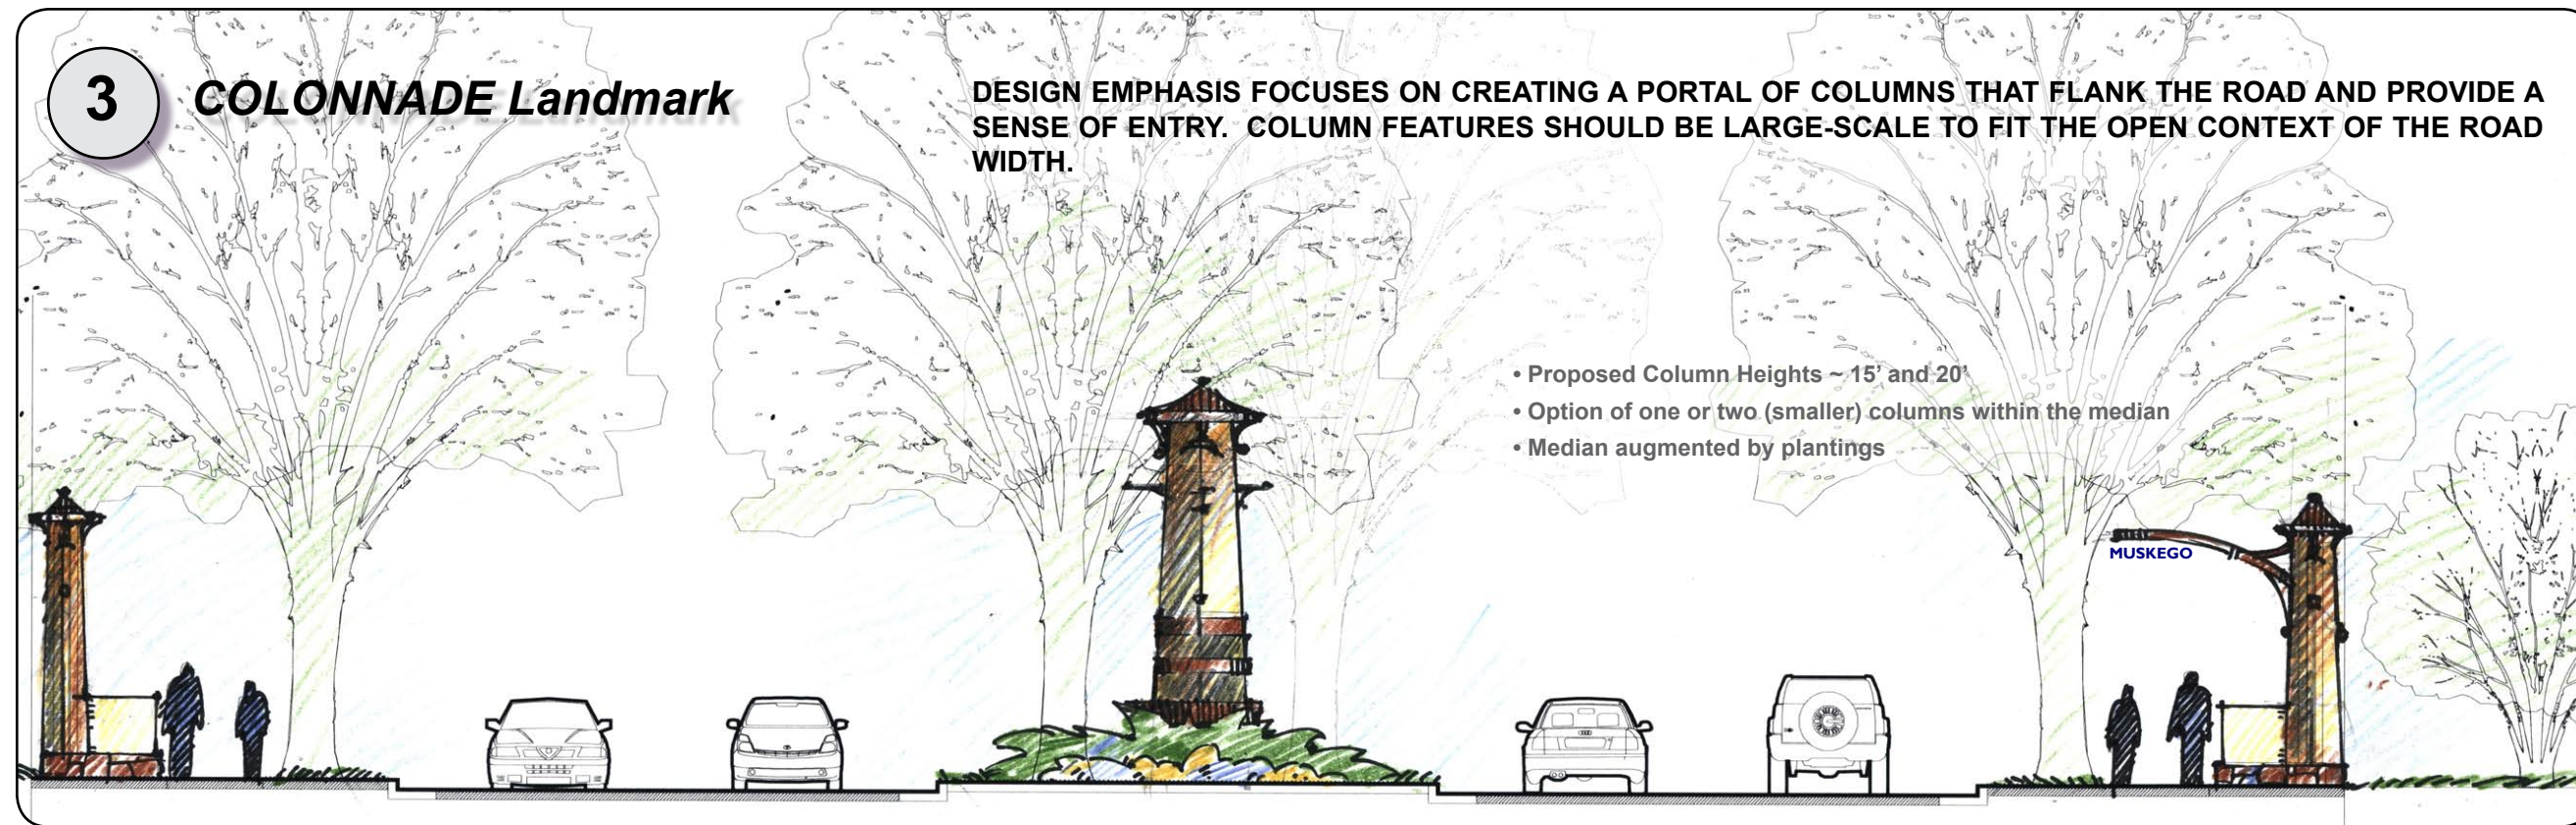 3
COLONNADE Landmark
DESIGN EMPHASIS FOCUSES ON CREATING A PORTAL OF COLUMNS THAT FLANK THE ROAD AND PROVIDE A
SENSE OF ENTRY.  COLUMN FEATURES SHOULD BE LARGE-SCALE TO FIT THE OPEN CONTEXT OF THE ROAD
WIDTH.
• Proposed Column Heights ~ 15' and 20'
• Option of one or two (smaller) columns within the median
• Median augmented by plantings
MUSKEGO